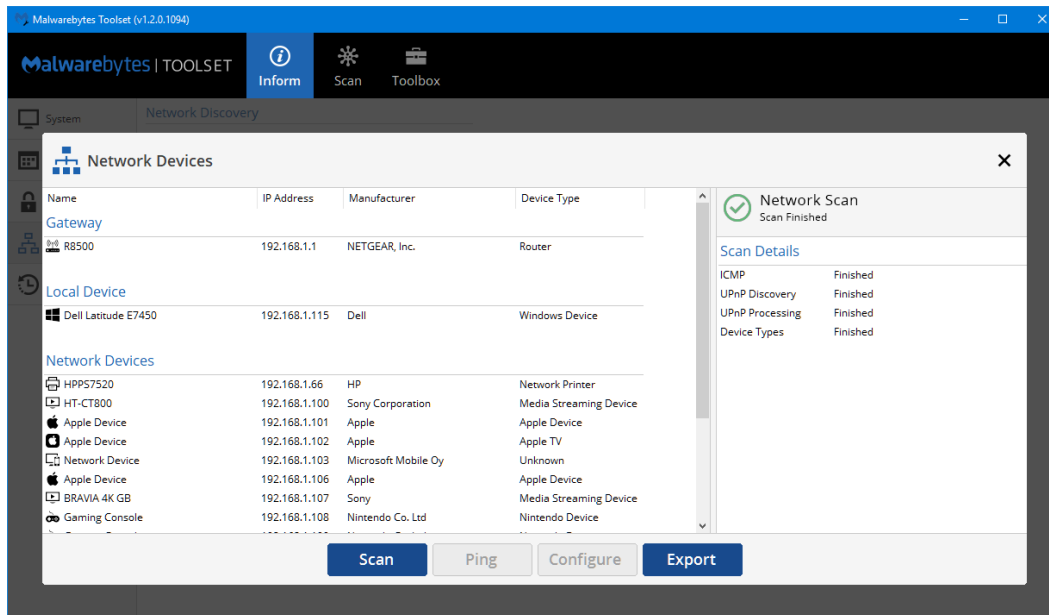 Malwarebytes Toolset (v1.2.0.1094)
Malwarebytes | TOOLSET
Inform
Scan
Toolbox
System
Network Discovery
Network Devices
Name IP Address Manufacturer Device Type
Gateway
R8500 192.168.1.1 NETGEAR, Inc. Router
Local Device
Dell Latitude E7450 192.168.1.115 Dell Windows Device
Network Devices
HPPS7520 192.168.1.66 HP Network Printer
HT-CT800 192.168.1.100 Sony Corporation Media Streaming Device
Apple Device 192.168.1.101 Apple Apple Device
Apple Device 192.168.1.102 Apple Apple TV
Network Device 192.168.1.103 Microsoft Mobile Oy Unknown
Apple Device 192.168.1.106 Apple Apple Device
BRAVIA 4K GB 192.168.1.107 Sony Media Streaming Device
Gaming Console 192.168.1.108 Nintendo Co. Ltd Nintendo Device
Network Scan
Scan Finished
Scan Details
ICMP Finished
UPnP Discovery Finished
UPnP Processing Finished
Device Types Finished
Scan Ping Configure Export